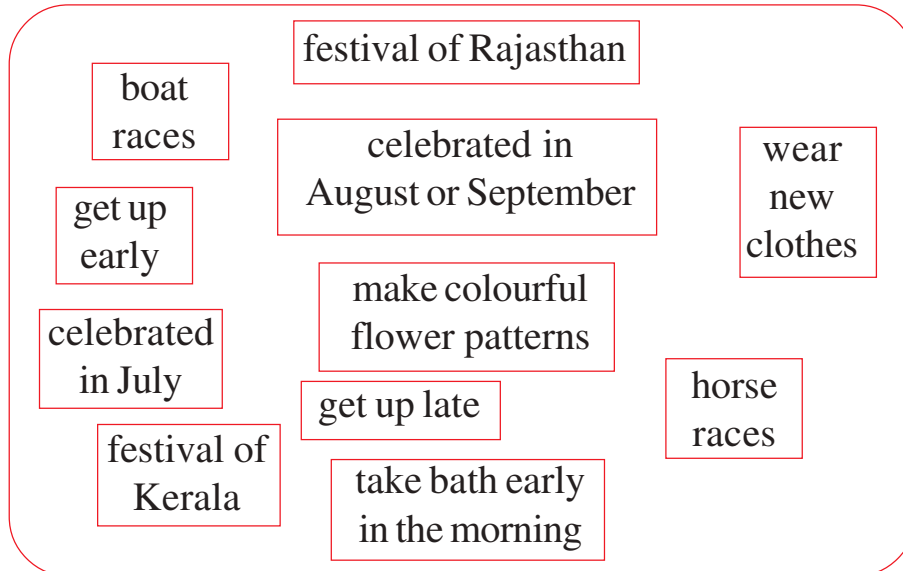 festival of Rajasthan
boat
races
celebrated in
August or September
wear
new
clothes
get up
early
make colourful
flower patterns
celebrated
in July
get up late
horse
races
festival of
Kerala
take bath early
in the morning